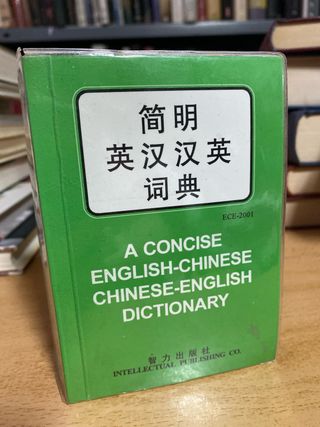 简明
英汉汉英
词典
ECE-2001
A CONCISE
ENGLISH-CHINESE
CHINESE-ENGLISH
DICTIONARY
智力出版社
INTELLECTUAL PUBLISHING CO.